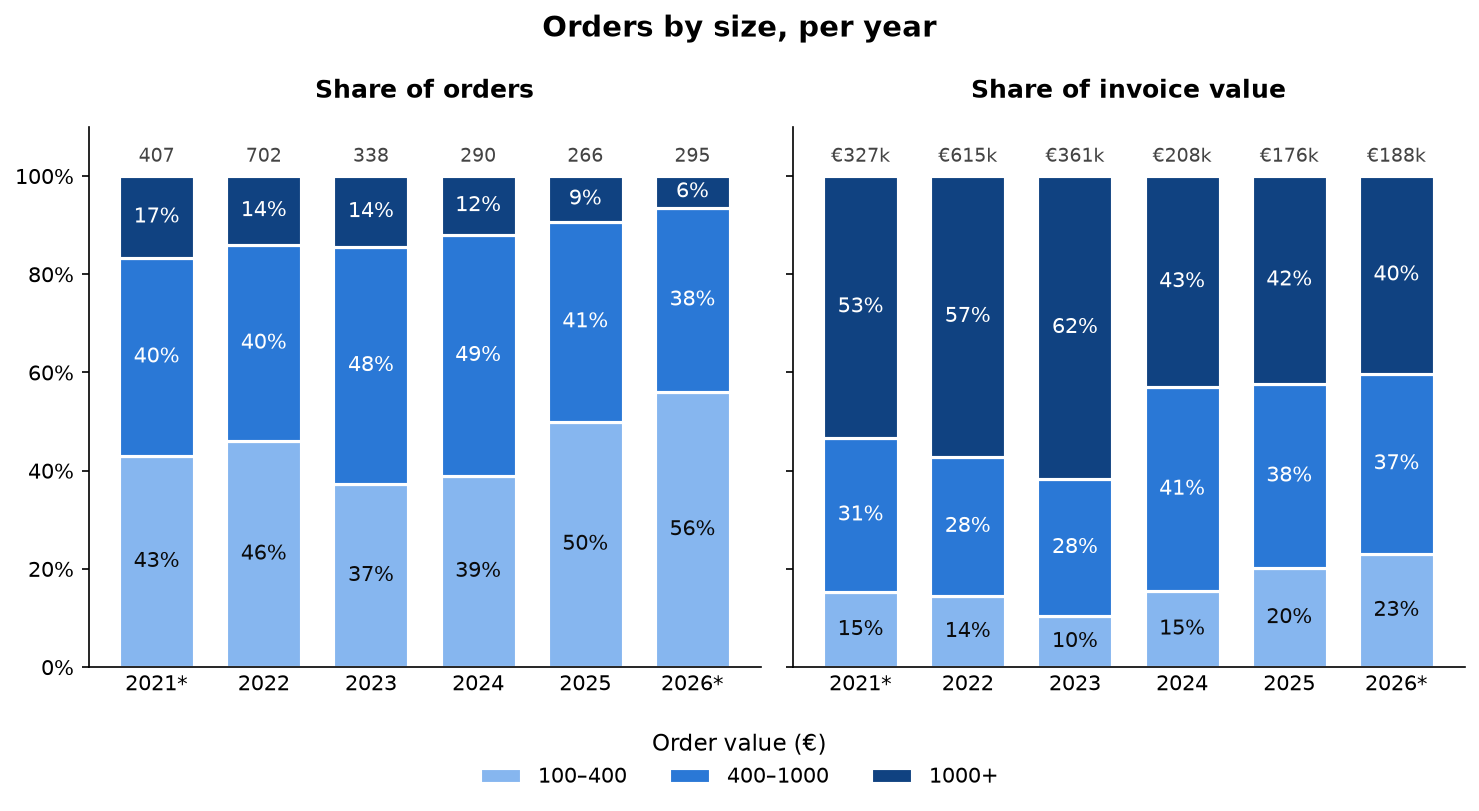 Orders by size, per year
Share of orders
Share of invoice value
407 702 338 290 266 295
€327k €615k €361k €208k €176k €188k
100%
80%
60%
40%
20%
0%
17% 14% 14% 12% 9% 6%
40% 40% 48% 49% 41% 38%
43% 46% 37% 39% 50% 56%
53% 57% 62% 43% 42% 40%
31% 28% 28% 41% 38% 37%
15% 14% 10% 15% 20% 23%
2021* 2022 2023 2024 2025 2026*
2021* 2022 2023 2024 2025 2026*
Order value (€)
100–400 400–1000 1000+